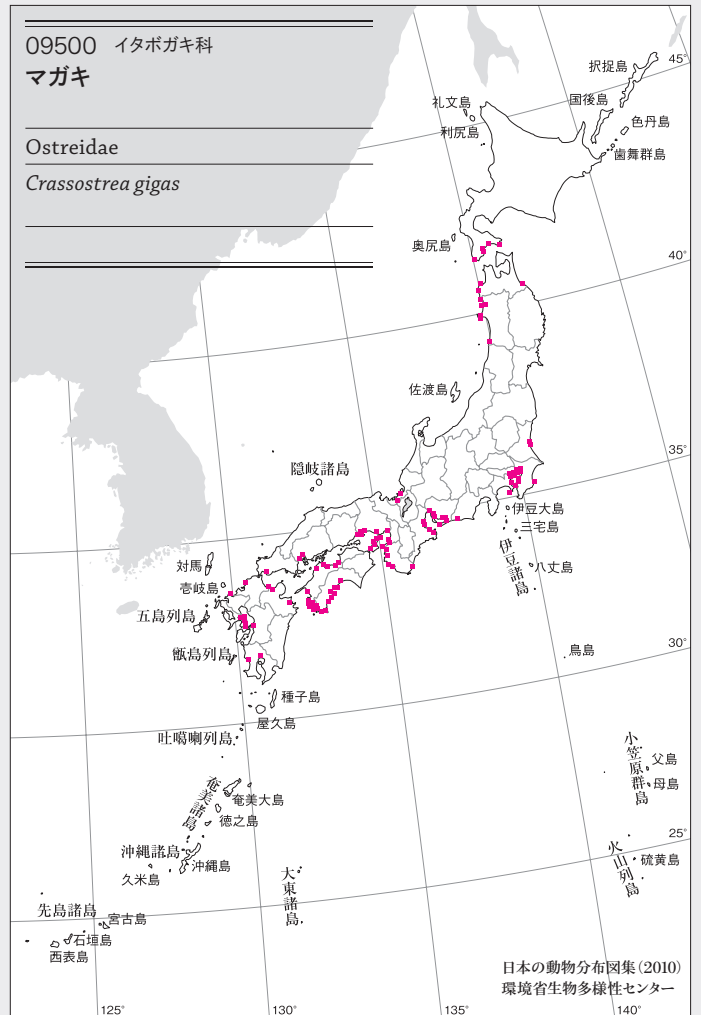 09500 イタボガキ科
マガキ
Ostreidae
Crassostrea gigas
択捉島
45°
礼文島
国後島
利尻島
色丹島
歯舞群島
奥尻島
40°
佐渡島
35°
隠岐諸島
伊豆大島
三宅島
伊豆諸島
八丈島
対馬
壱岐島
五島列島
甑島列島
鳥島
30°
種子島
屋久島
吐噶喇列島
小笠原群島
父島
母島
奄美諸島
奄美大島
徳之島
25°
沖縄諸島
沖縄島
久米島
火山列島
硫黄島
大東諸島
先島諸島
宮古島
石垣島
西表島
日本の動物分布図集(2010)
環境省生物多様性センター
125°
130°
135°
140°